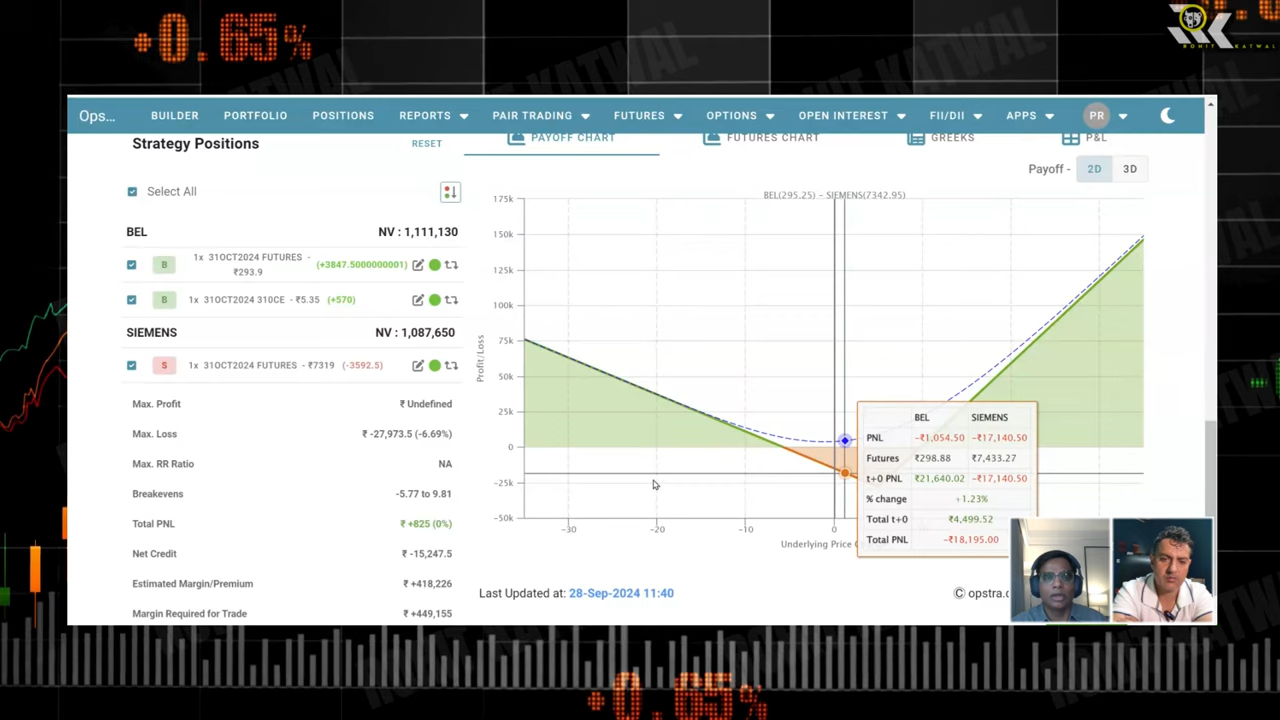 +0.65%
ROHIT KATWAL
Ops...
BUILDER
PORTFOLIO
POSITIONS
REPORTS
PAIR TRADING
FUTURES
OPTIONS
OPEN INTEREST
FII/DII
APPS
PR
Strategy Positions
RESET
PAYOFF CHART
FUTURES CHART
GREEKS
P&L
Payoff -
2D
3D
Select All
BEL
NV : 1,111,130
B
1x 31OCT2024 FUTURES -
₹293.9
(+3847.5000000001)
B
1x 31OCT2024 310CE - ₹5.35 (+570)
SIEMENS
NV : 1,087,650
S
1x 31OCT2024 FUTURES - ₹7319 (-3592.5)
Max. Profit
₹ Undefined
Max. Loss
₹ -27,973.5 (-6.69%)
Max. RR Ratio
NA
Breakevens
-5.77 to 9.81
Total PNL
₹ +825 (0%)
Net Credit
₹ -15,247.5
Estimated Margin/Premium
₹ +418,226
Margin Required for Trade
₹ +449,155
BEL(295.25) – SIEMENS(7342.95)
175k
150k
125k
100k
75k
50k
25k
0
-25k
-50k
Profit/Loss
-30
-20
-10
0
Underlying Price
BEL SIEMENS
PNL -₹1,054.50 -₹17,140.50
Futures ₹298.88 ₹7,433.27
t+0 PNL ₹21,640.02 -₹17,140.50
% change +1.23%
Total t+0 ₹4,499.52
Total PNL -₹18,195.00
Last Updated at: 28-Sep-2024 11:40
© opstra.
+0.65%